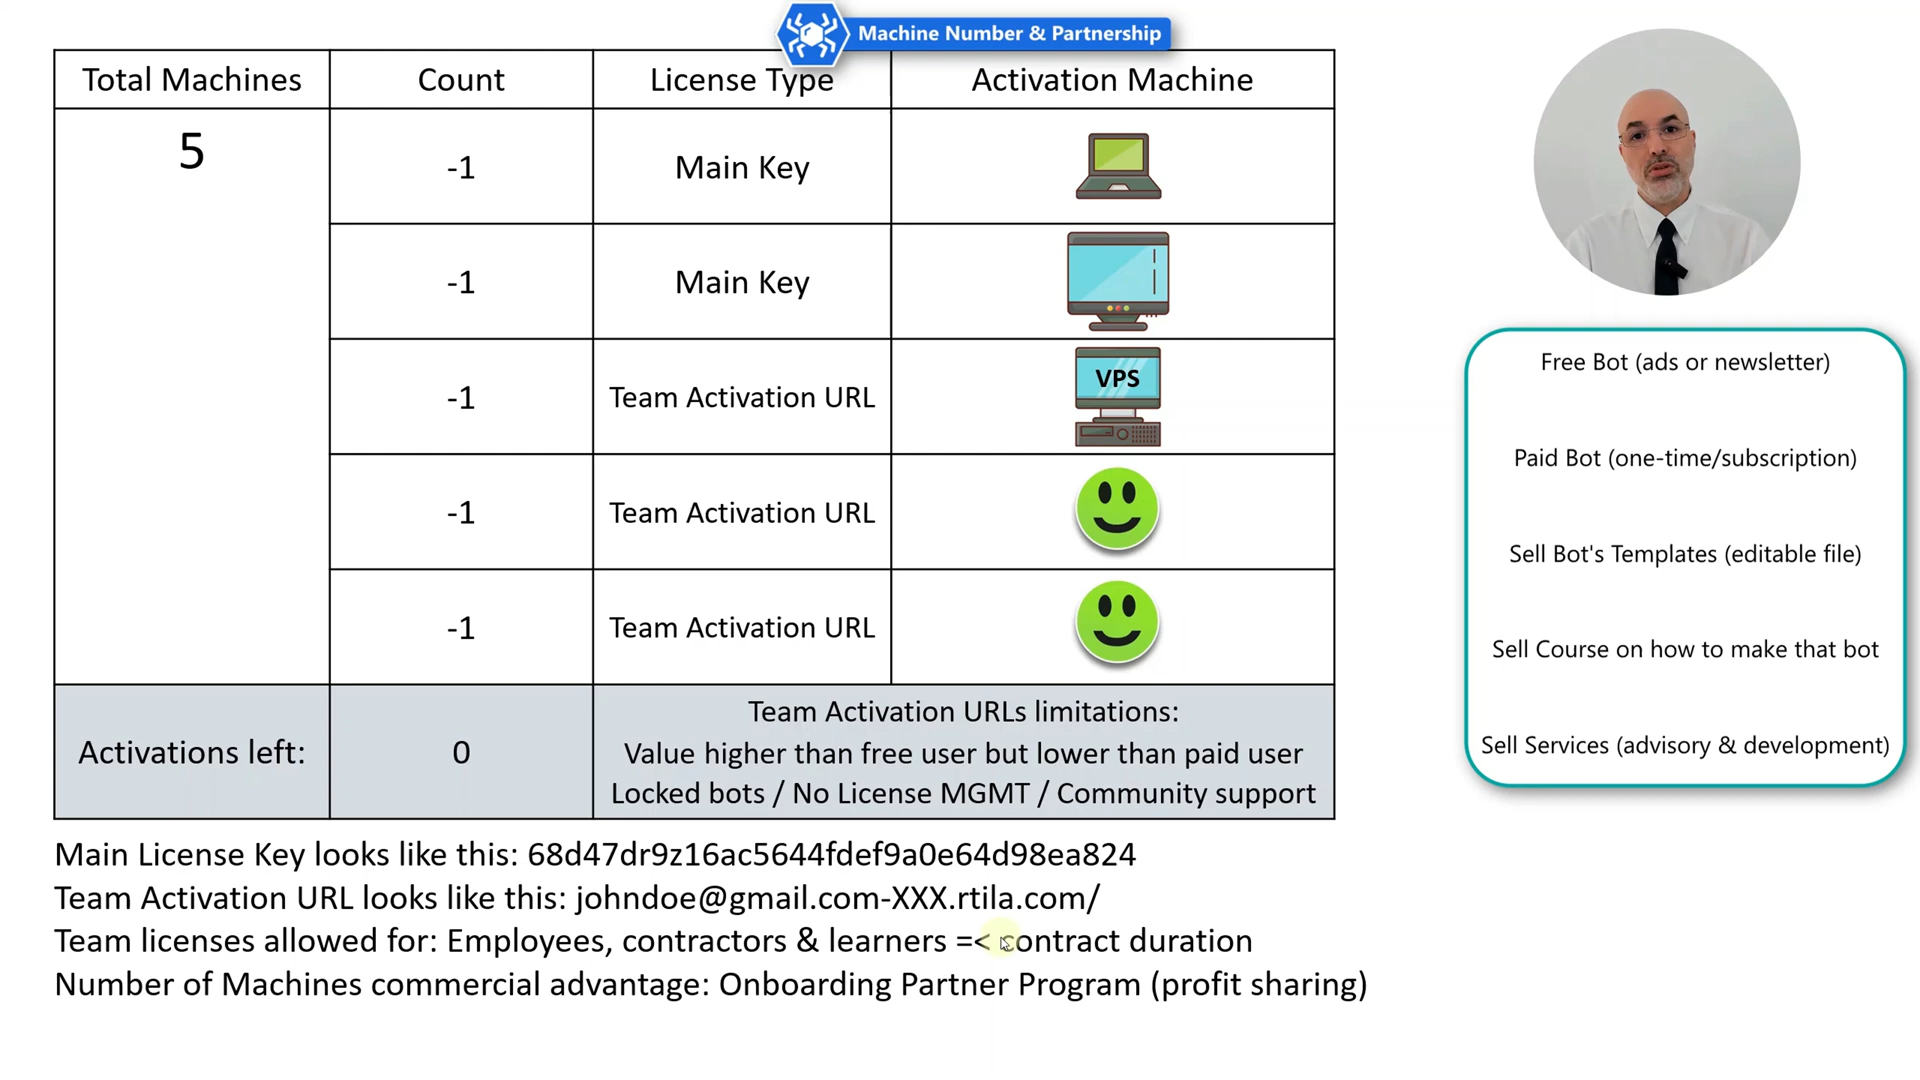 Machine Number & Partnership
Total Machines Count License Type Activation Machine
5 -1 Main Key
-1 Main Key
-1 Team Activation URL VPS
-1 Team Activation URL
-1 Team Activation URL
Activations left: 0
Team Activation URLs limitations:
Value higher than free user but lower than paid user
Locked bots / No License MGMT / Community support
Main License Key looks like this: 68d47dr9z16ac5644fdef9a0e64d98ea824
Team Activation URL looks like this: johndoe@gmail.com-XXX.rtila.com/
Team licenses allowed for: Employees, contractors & learners =< contract duration
Number of Machines commercial advantage: Onboarding Partner Program (profit sharing)
Free Bot (ads or newsletter)
Paid Bot (one-time/subscription)
Sell Bot's Templates (editable file)
Sell Course on how to make that bot
Sell Services (advisory & development)